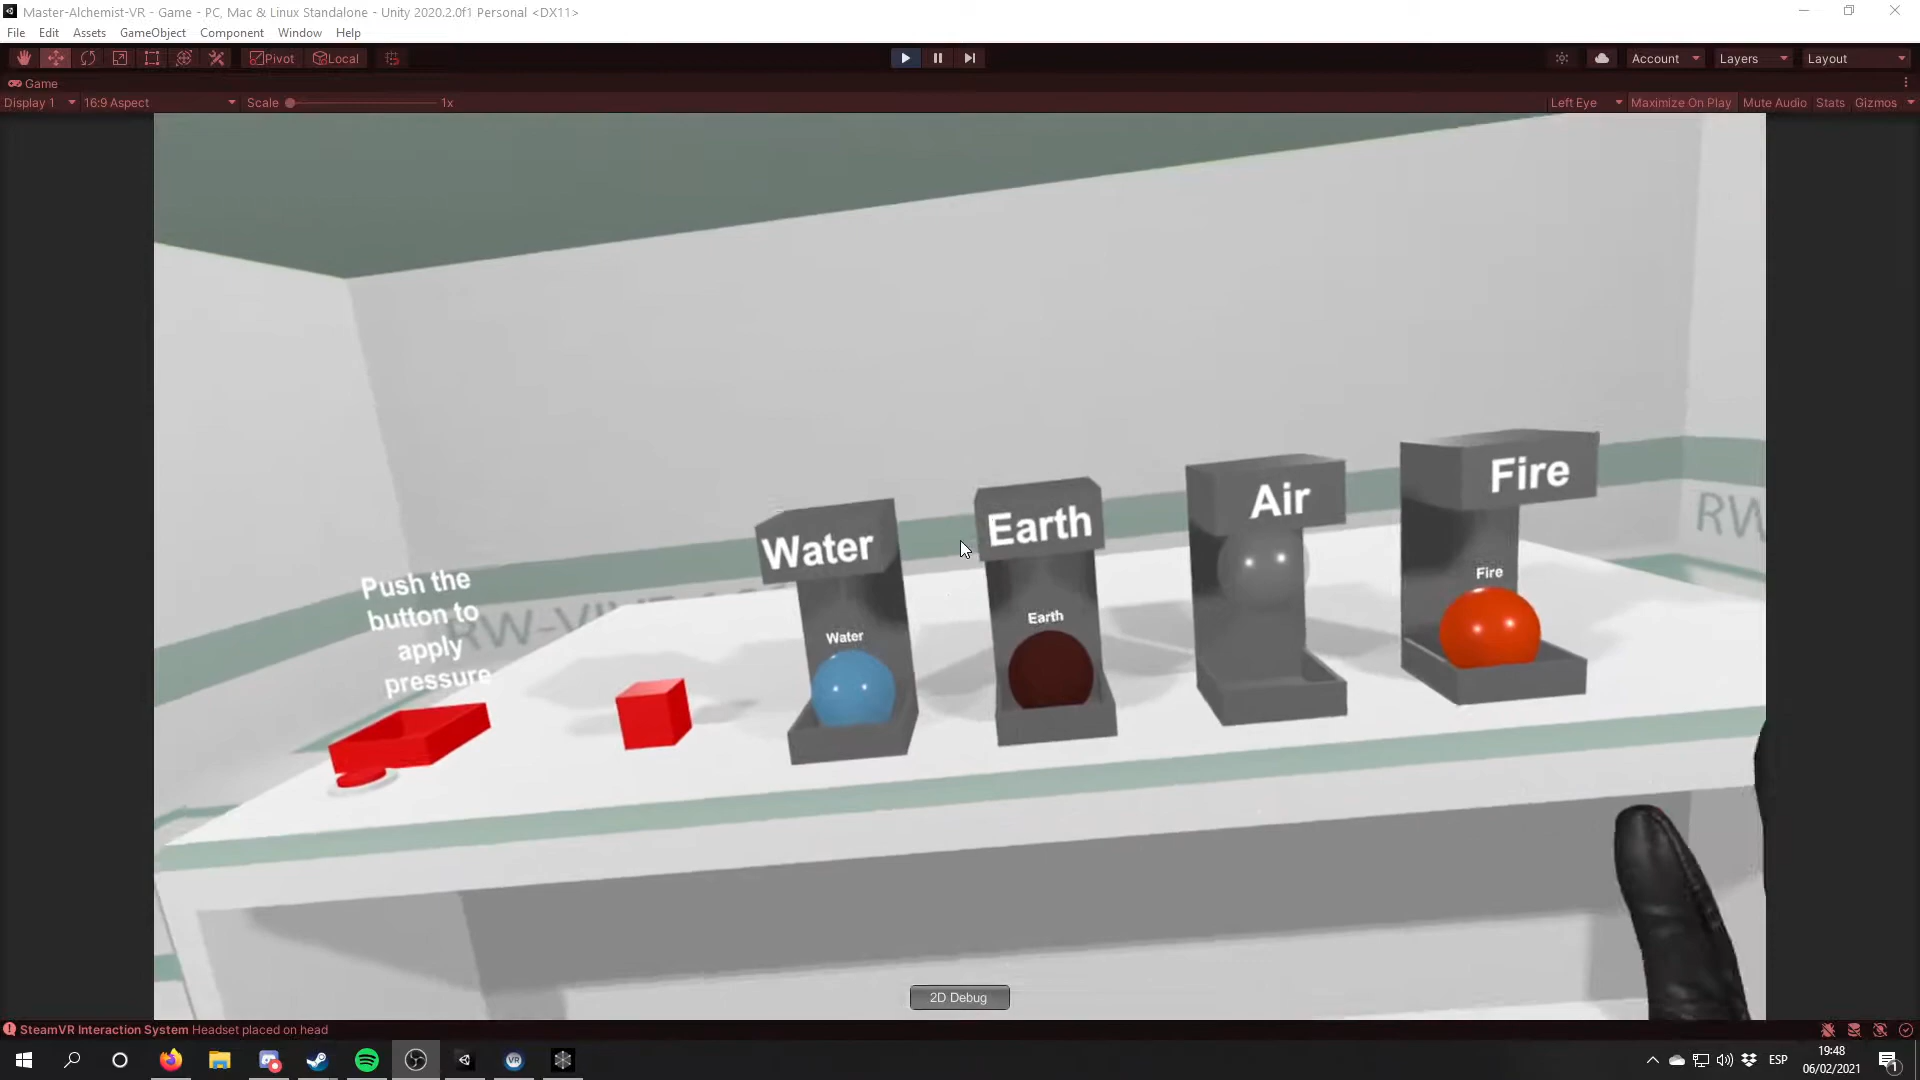 Master-Alchemist-VR - Game - PC, Mac & Linux Standalone - Unity 2020.2.0f1 Personal <DX11>
File Edit Assets GameObject Component Window Help
Pivot Local Account Layers Layout
Game
Display 1 16:9 Aspect Scale 1x Left Eye Maximize On Play Mute Audio Stats Gizmos
Fire
Air
Earth
Water
RW
Fire
Push the
button to
apply
pressure
Earth
Water
2D Debug
SteamVR Interaction System Headset placed on head
ESP
19:48
06/02/2021
1